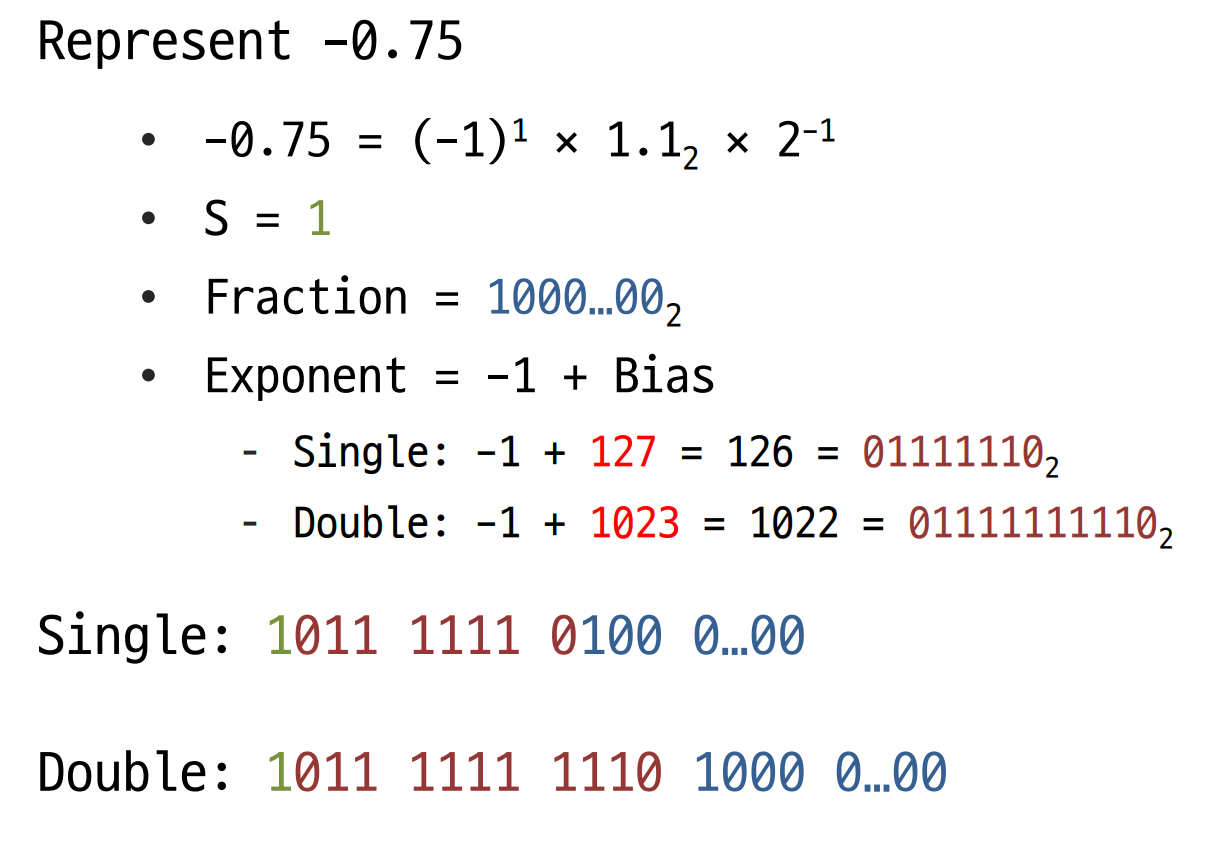 Represent −0.75
• −0.75 = (−1)¹ × 1.1₂ × 2⁻¹
• S = 1
• Fraction = 1000…00₂
• Exponent = −1 + Bias
- Single: −1 + 127 = 126 = 01111110₂
- Double: −1 + 1023 = 1022 = 01111111110₂
Single: 1011 1111 0100 0…00
Double: 1011 1111 1110 1000 0…00